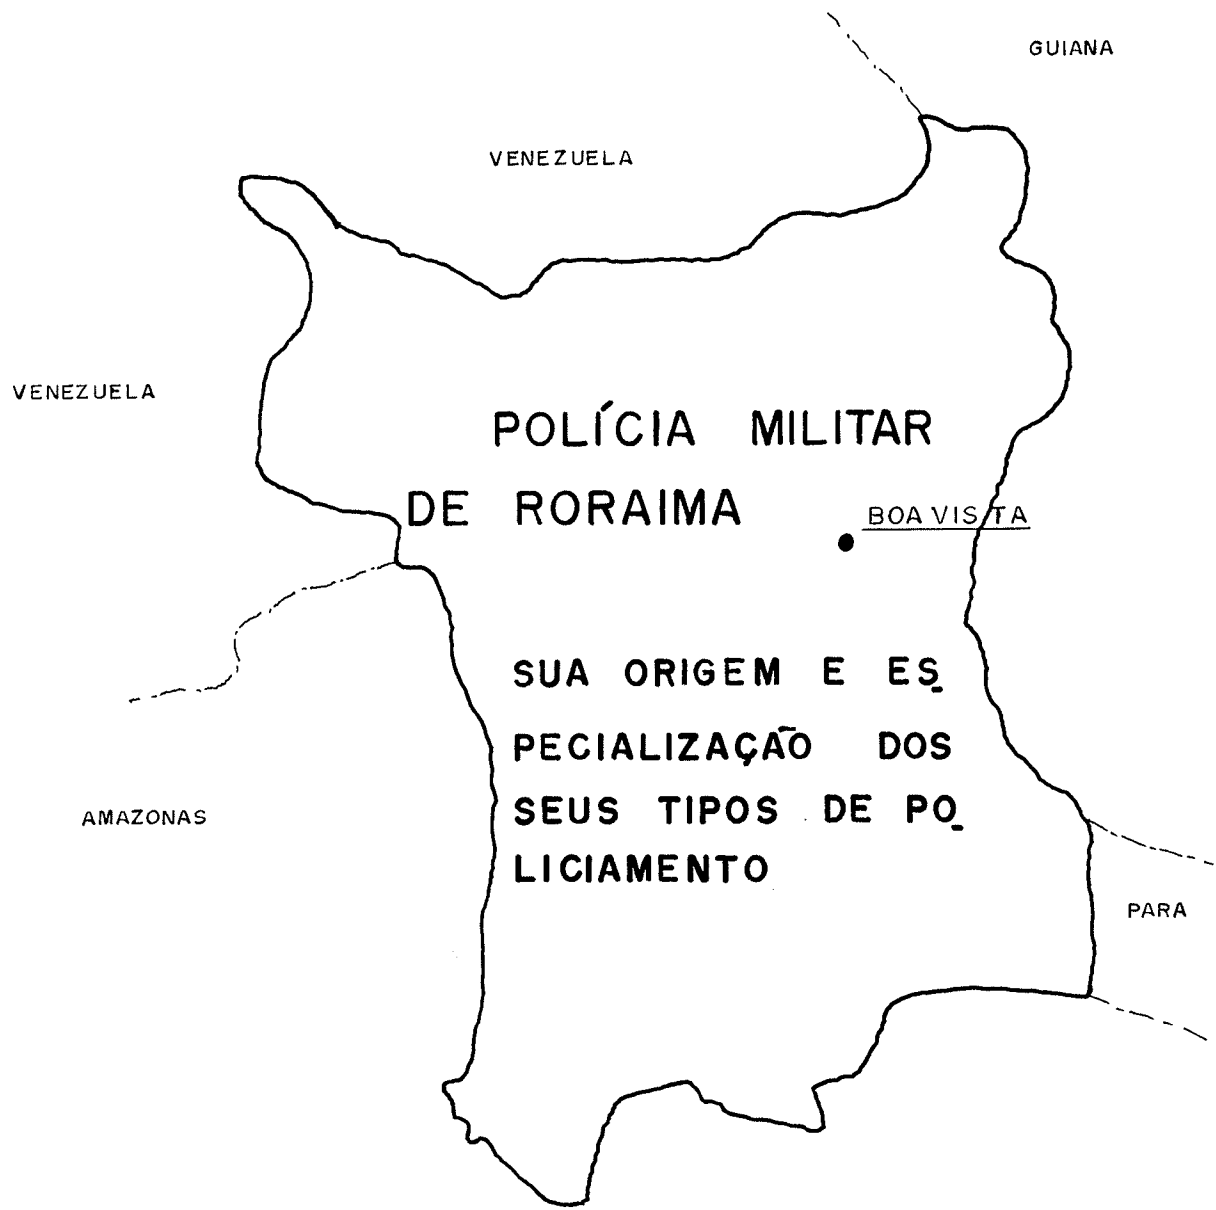 GUIANA
VENEZUELA
VENEZUELA
POLÍCIA MILITAR
DE RORAIMA
BOA VISTA
SUA ORIGEM E ES-
PECIALIZAÇÃO DOS
SEUS TIPOS DE PO-
LICIAMENTO
AMAZONAS
PARA